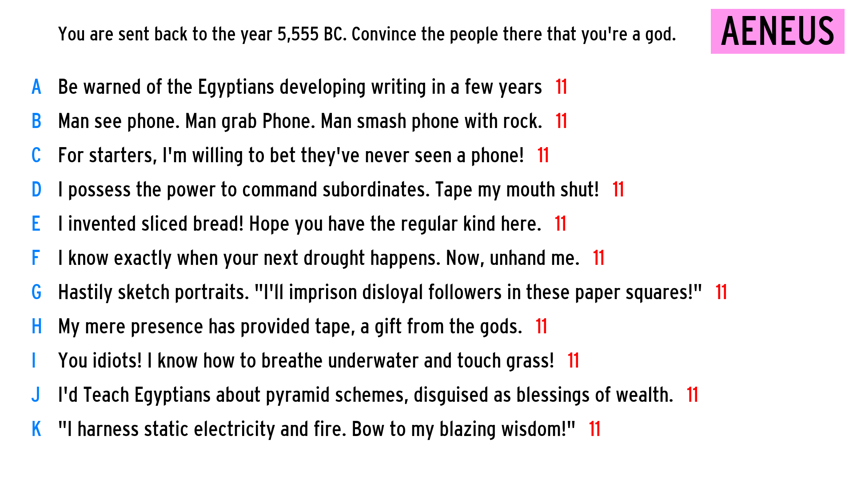 You are sent back to the year 5,555 BC. Convince the people there that you're a god.
AENEUS
A Be warned of the Egyptians developing writing in a few years 11
B Man see phone. Man grab Phone. Man smash phone with rock. 11
C For starters, I'm willing to bet they've never seen a phone! 11
D I possess the power to command subordinates. Tape my mouth shut! 11
E I invented sliced bread! Hope you have the regular kind here. 11
F I know exactly when your next drought happens. Now, unhand me. 11
G Hastily sketch portraits. "I'll imprison disloyal followers in these paper squares!" 11
H My mere presence has provided tape, a gift from the gods. 11
I You idiots! I know how to breathe underwater and touch grass! 11
J I'd Teach Egyptians about pyramid schemes, disguised as blessings of wealth. 11
K "I harness static electricity and fire. Bow to my blazing wisdom!" 11